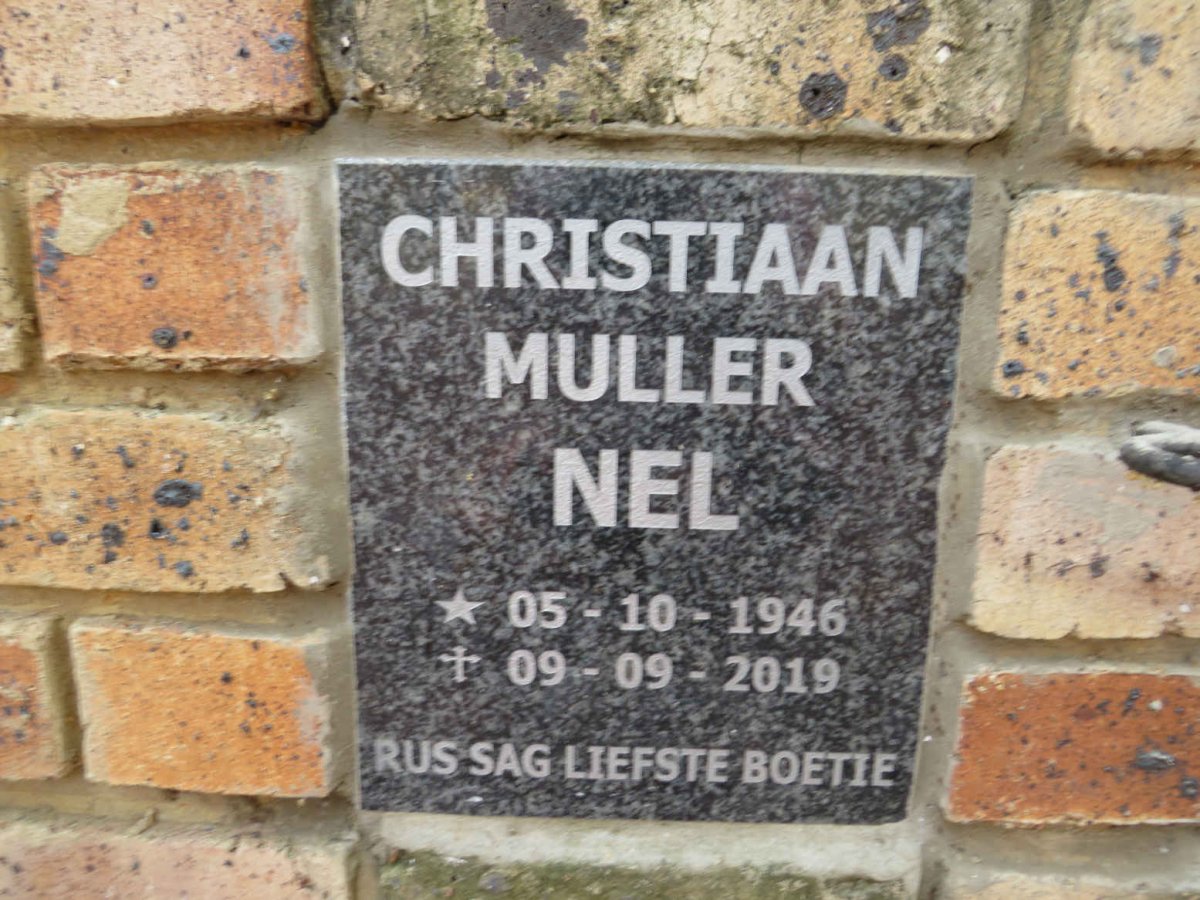 CHRISTIAAN
MULLER
NEL
★ 05 - 10 - 1946
✝ 09 - 09 - 2019
RUS SAG LIEFSTE BOETIE